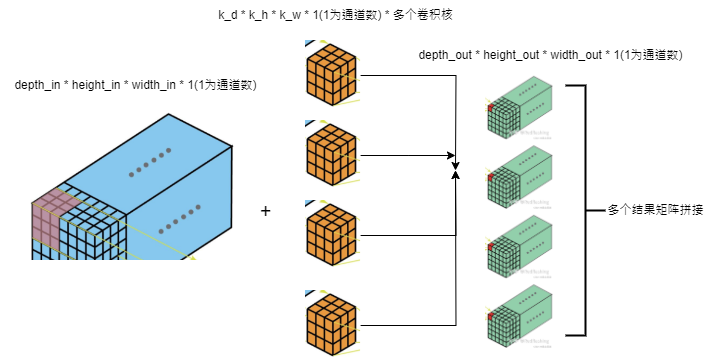 k_d * k_h * k_w * 1(1为通道数) * 多个卷积核
depth_out * height_out * width_out * 1(1为通道数)
depth_in * height_in * width_in * 1(1为通道数)
+
多个结果矩阵拼接